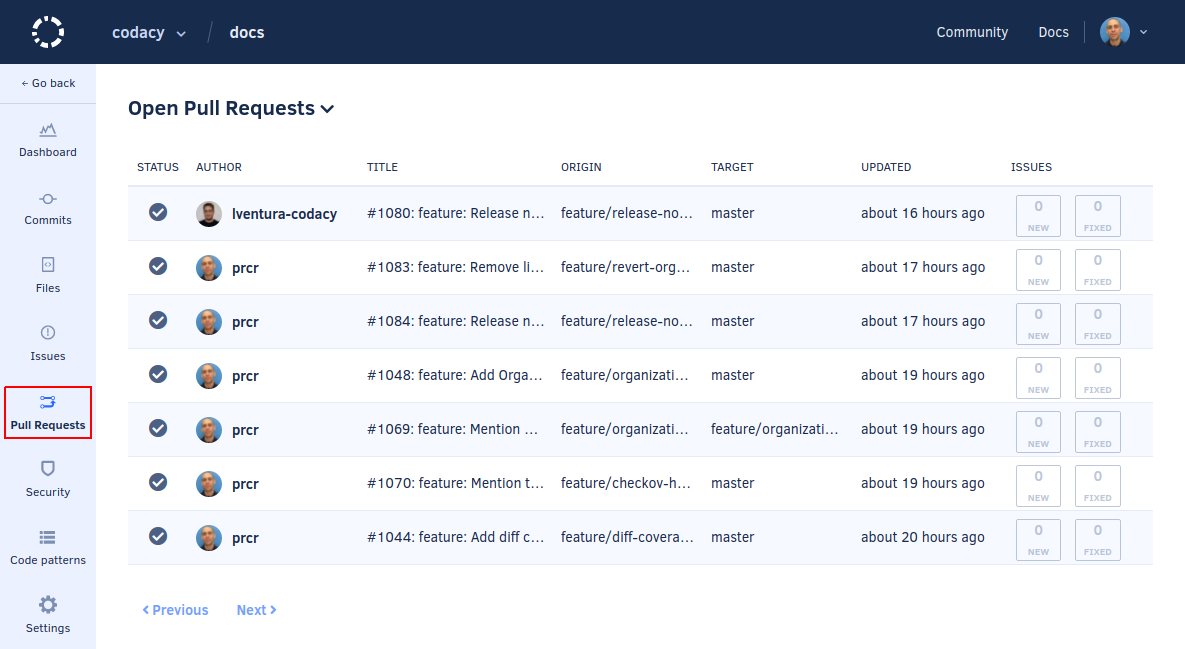 codacy / docs Community Docs
← Go back
Dashboard
Commits
Files
Issues
Pull Requests
Security
Code patterns
Settings
Open Pull Requests
STATUS AUTHOR TITLE ORIGIN TARGET UPDATED ISSUES
lventura-codacy #1080: feature: Release n... feature/release-no... master about 16 hours ago 0 NEW 0 FIXED
prcr #1083: feature: Remove li... feature/revert-org... master about 17 hours ago 0 NEW 0 FIXED
prcr #1084: feature: Release n... feature/release-no... master about 17 hours ago 0 NEW 0 FIXED
prcr #1048: feature: Add Orga... feature/organizati... master about 19 hours ago 0 NEW 0 FIXED
prcr #1069: feature: Mention ... feature/organizati... feature/organizati... about 19 hours ago 0 NEW 0 FIXED
prcr #1070: feature: Mention t... feature/checkov-h... master about 19 hours ago 0 NEW 0 FIXED
prcr #1044: feature: Add diff c... feature/diff-covera... master about 20 hours ago 0 NEW 0 FIXED
Previous Next